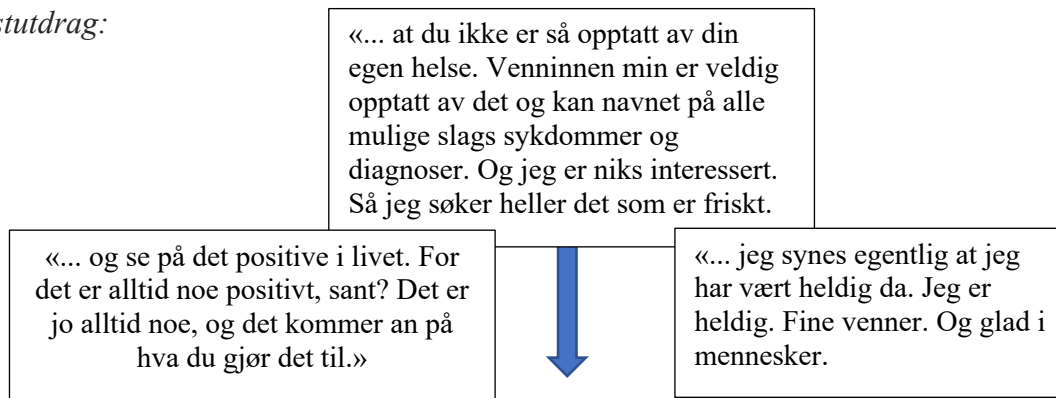 stutdrag:
«... at du ikke er så opptatt av din
egen helse. Venninnen min er veldig
opptatt av det og kan navnet på alle
mulige slags sykdommer og
diagnoser. Og jeg er niks interessert.
Så jeg søker heller det som er friskt.
«... og se på det positive i livet. For
det er alltid noe positivt, sant? Det er
jo alltid noe, og det kommer an på
hva du gjør det til.»
«... jeg synes egentlig at jeg
har vært heldig da. Jeg er
heldig. Fine venner. Og glad i
mennesker.